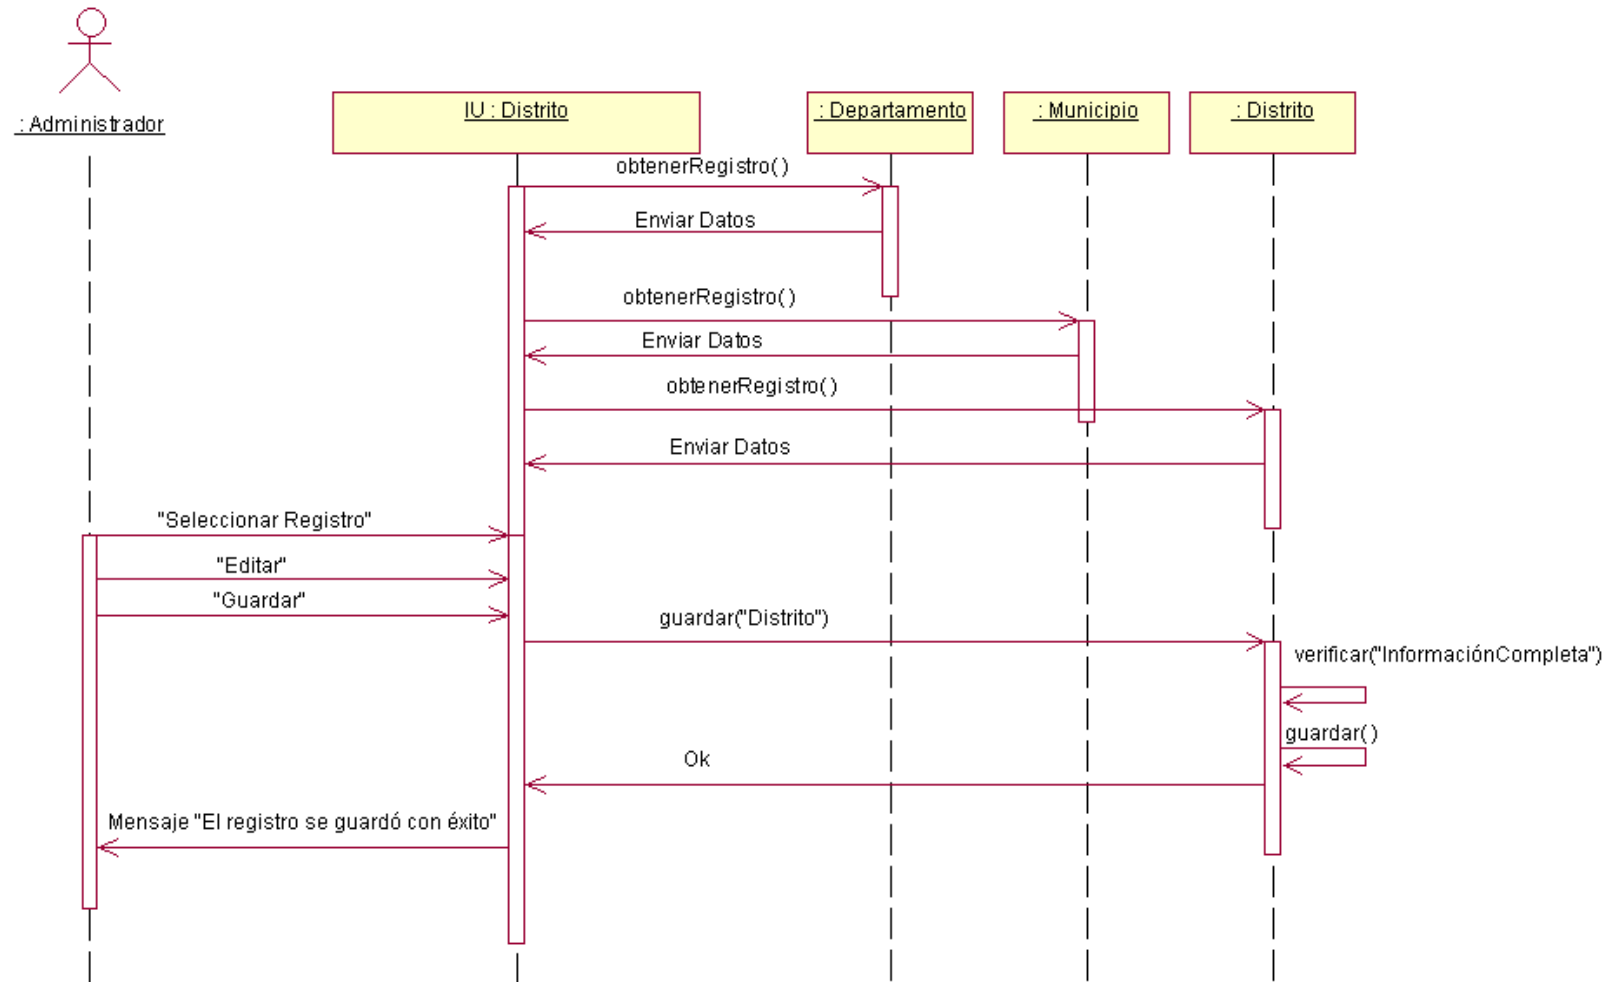 : Administrador
IU : Distrito
: Departamento
: Municipio
: Distrito
obtenerRegistro( )
Enviar Datos
obtenerRegistro( )
Enviar Datos
obtenerRegistro( )
Enviar Datos
"Seleccionar Registro"
"Editar"
"Guardar"
guardar("Distrito")
verificar("InformaciónCompleta")
guardar( )
Ok
Mensaje "El registro se guardó con éxito"